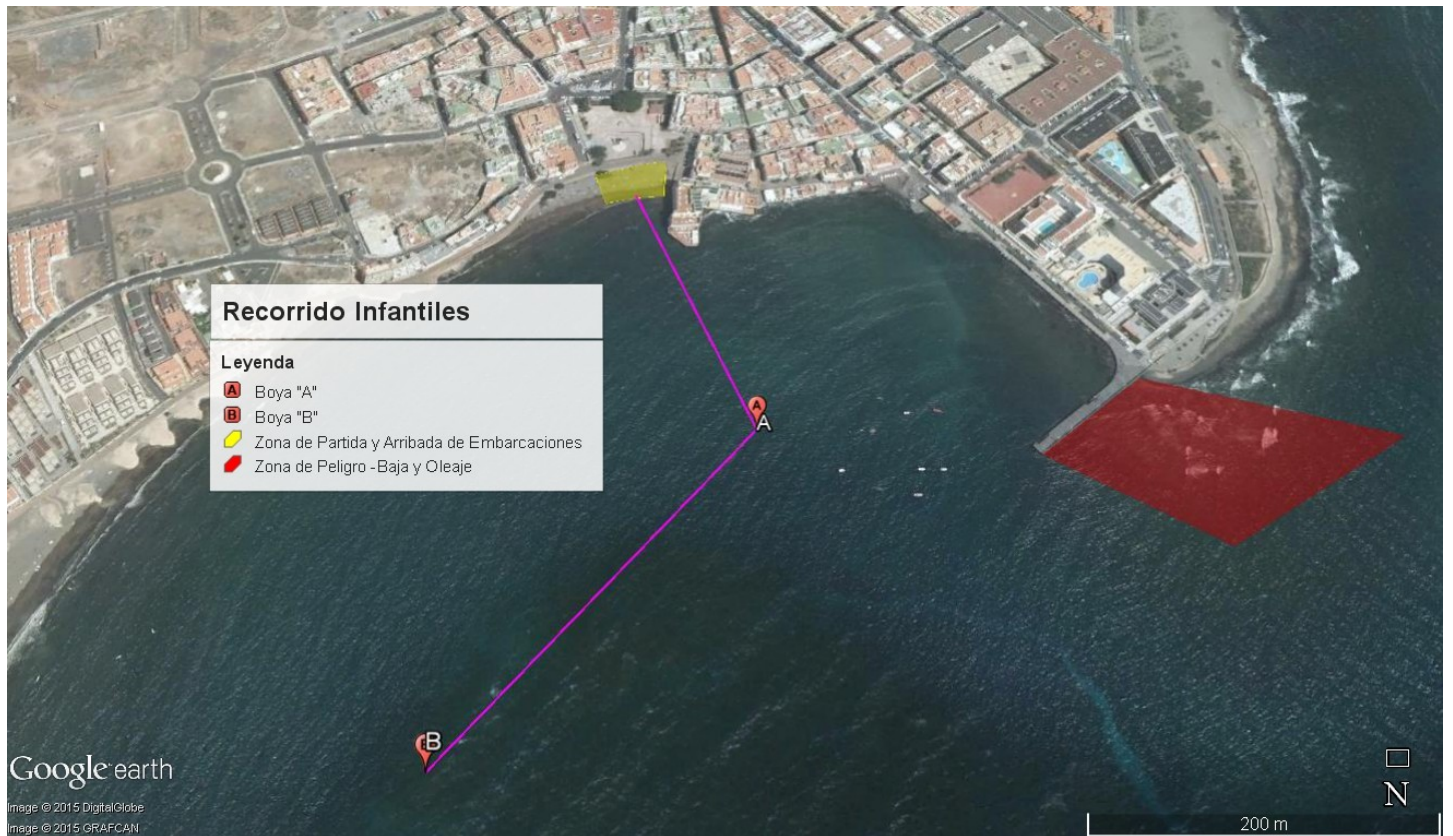 Recorrido Infantiles
Leyenda
A Boya "A"
B Boya "B"
Zona de Partida y Arribada de Embarcaciones
Zona de Peligro -Baja y Oleaje
A
A
B
Google earth
Image © 2015 DigitalGlobe
Image © 2015 GRAFCAN
N
200 m